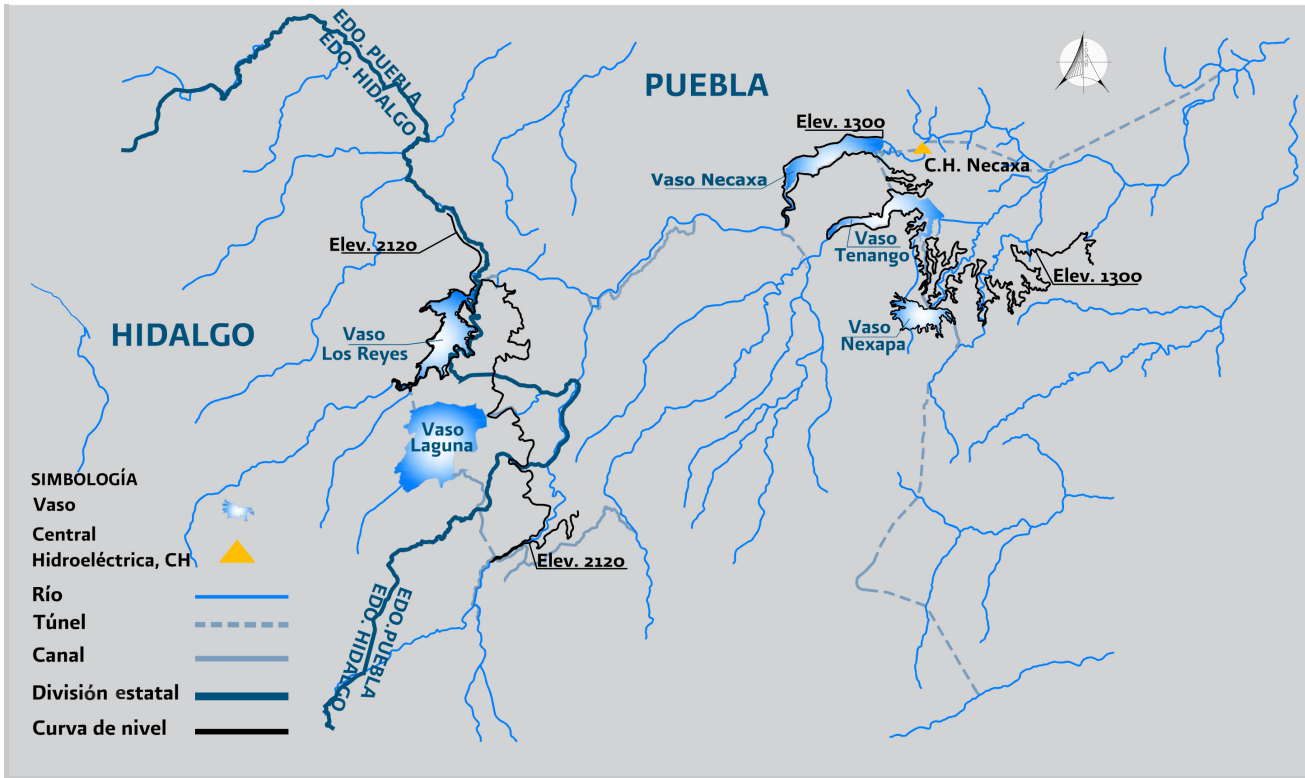 EDO. PUEBLA
EDO. HIDALGO
PUEBLA
Elev. 1300
C.H. Necaxa
Vaso Necaxa
Elev. 2120
Vaso
Tenango
Elev. 1300
HIDALGO
Vaso
Los Reyes
Vaso
Nexapa
Vaso
Laguna
SIMBOLOGÍA
Vaso
Central
Hidroeléctrica, CH
Elev. 2120
Río
Túnel
EDO.PUEBLA
EDO. HIDALGO
Canal
División estatal
Curva de nivel